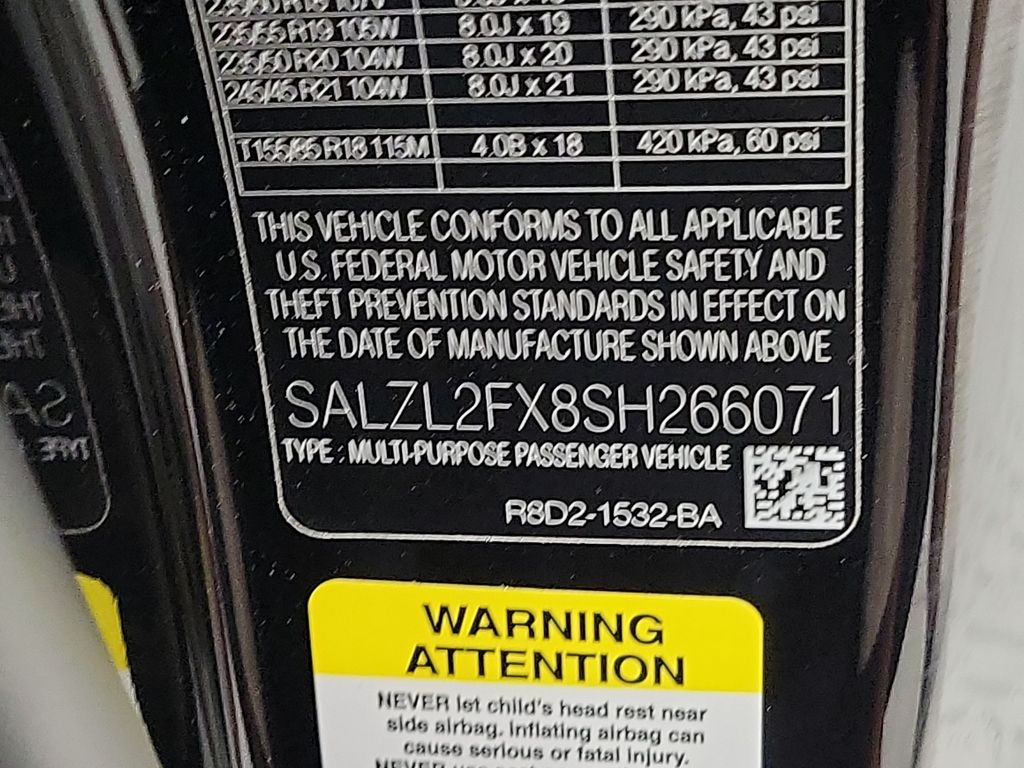 235/55 R19 105W 8.0J x 19 290 kPa, 43 psi
235/50 R20 104W 8.0J x 20 290 kPa, 43 psi
245/45 R21 104W 8.0J x 21 290 kPa, 43 psi
T155/85 R18 115M 4.0B x 18 420 kPa, 60 psi
THIS VEHICLE CONFORMS TO ALL APPLICABLE
U.S. FEDERAL MOTOR VEHICLE SAFETY AND
THEFT PREVENTION STANDARDS IN EFFECT ON
THE DATE OF MANUFACTURE SHOWN ABOVE
SALZL2FX8SH266071
TYPE : MULTI-PURPOSE PASSENGER VEHICLE
R8D2-1532-BA
WARNING
ATTENTION
NEVER let child's head rest near
side airbag. Inflating airbag can
cause serious or fatal injury.